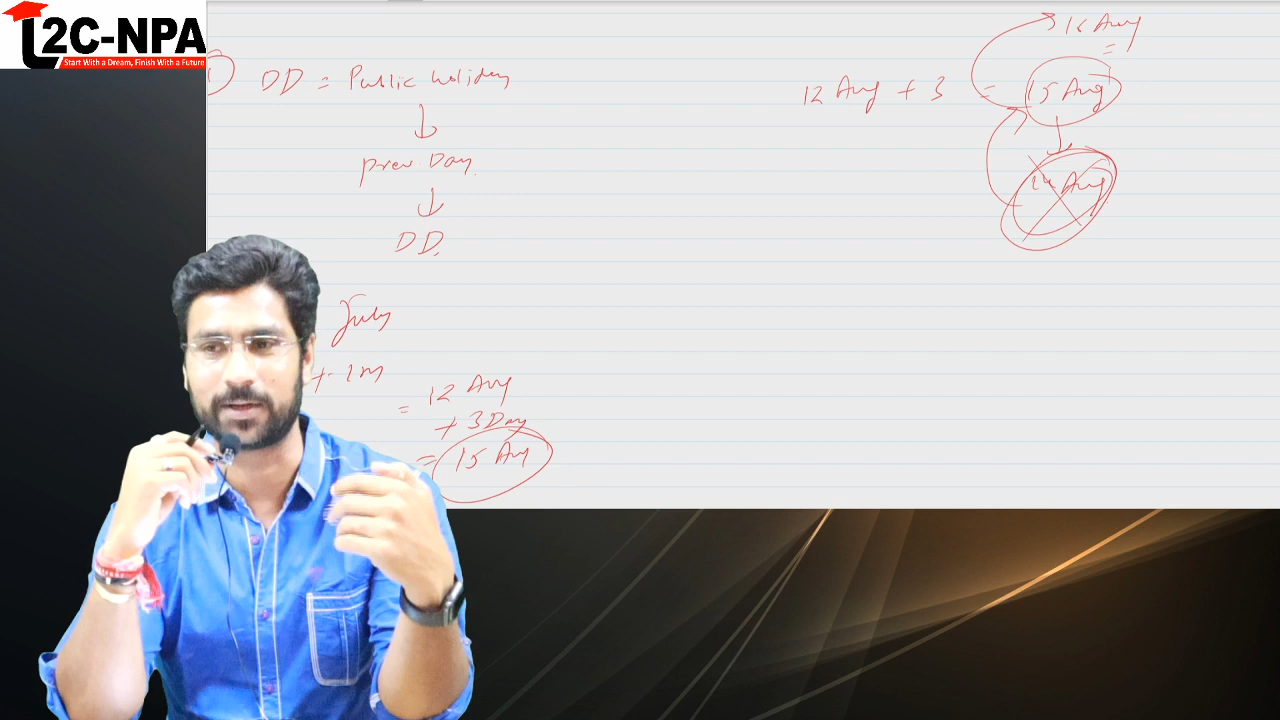 2C-NPA
Start With a Dream, Finish With a Future
DD = Public holiday
prev Day.
DD.
July
+ 1m
= 12 Aug
+ 3 Day
= 15 Aug
16 Aug
=
12 Aug + 3 = 15 Aug
14 Aug